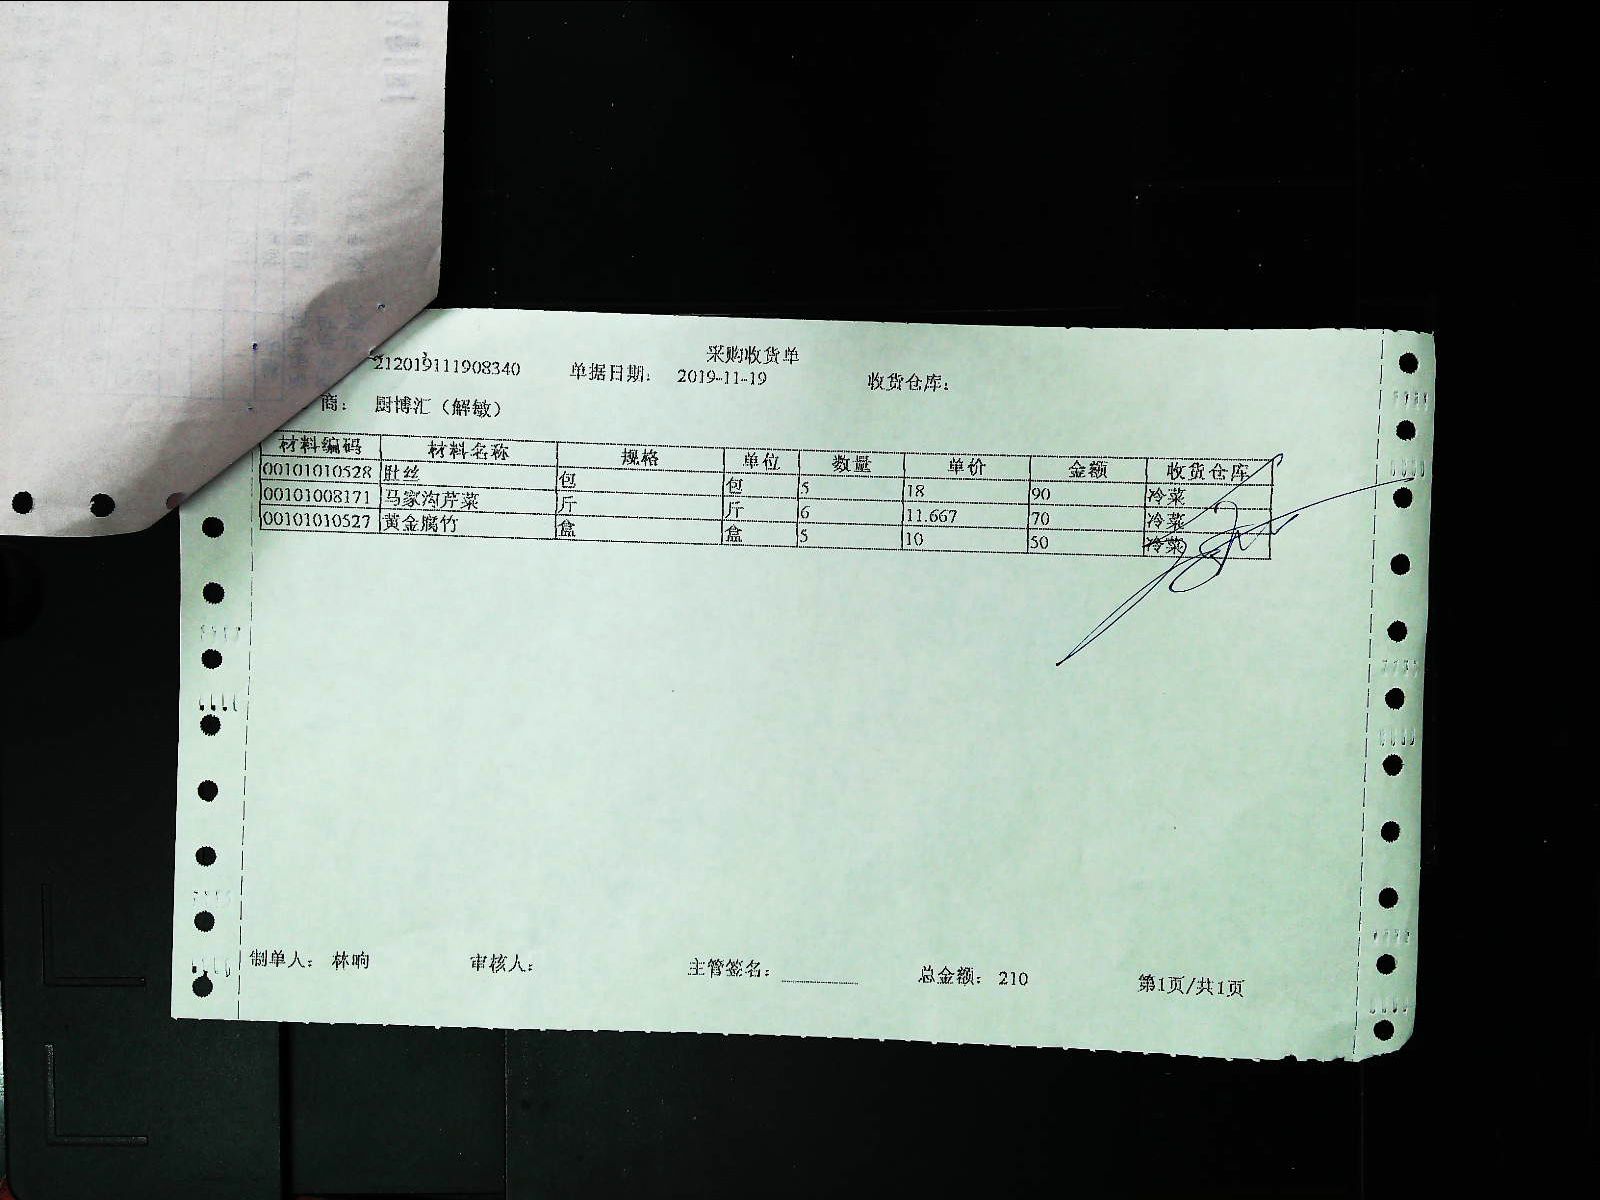 采购收货单
212019111908340 单据日期： 2019-11-19 收货仓库：
商： 厨博汇（解敏）
材料编码 材料名称 规格 单位 数量 单价 金额 收货仓库
00101010528 肚丝 包 包 5 18 90 冷菜
00101008171 马家沟芹菜 斤 斤 6 11.667 70 冷菜
00101010527 黄金腐竹 盒 盒 5 10 50 冷菜
制单人： 林响 审核人： 主管签名： 总金额： 210 第1页/共1页